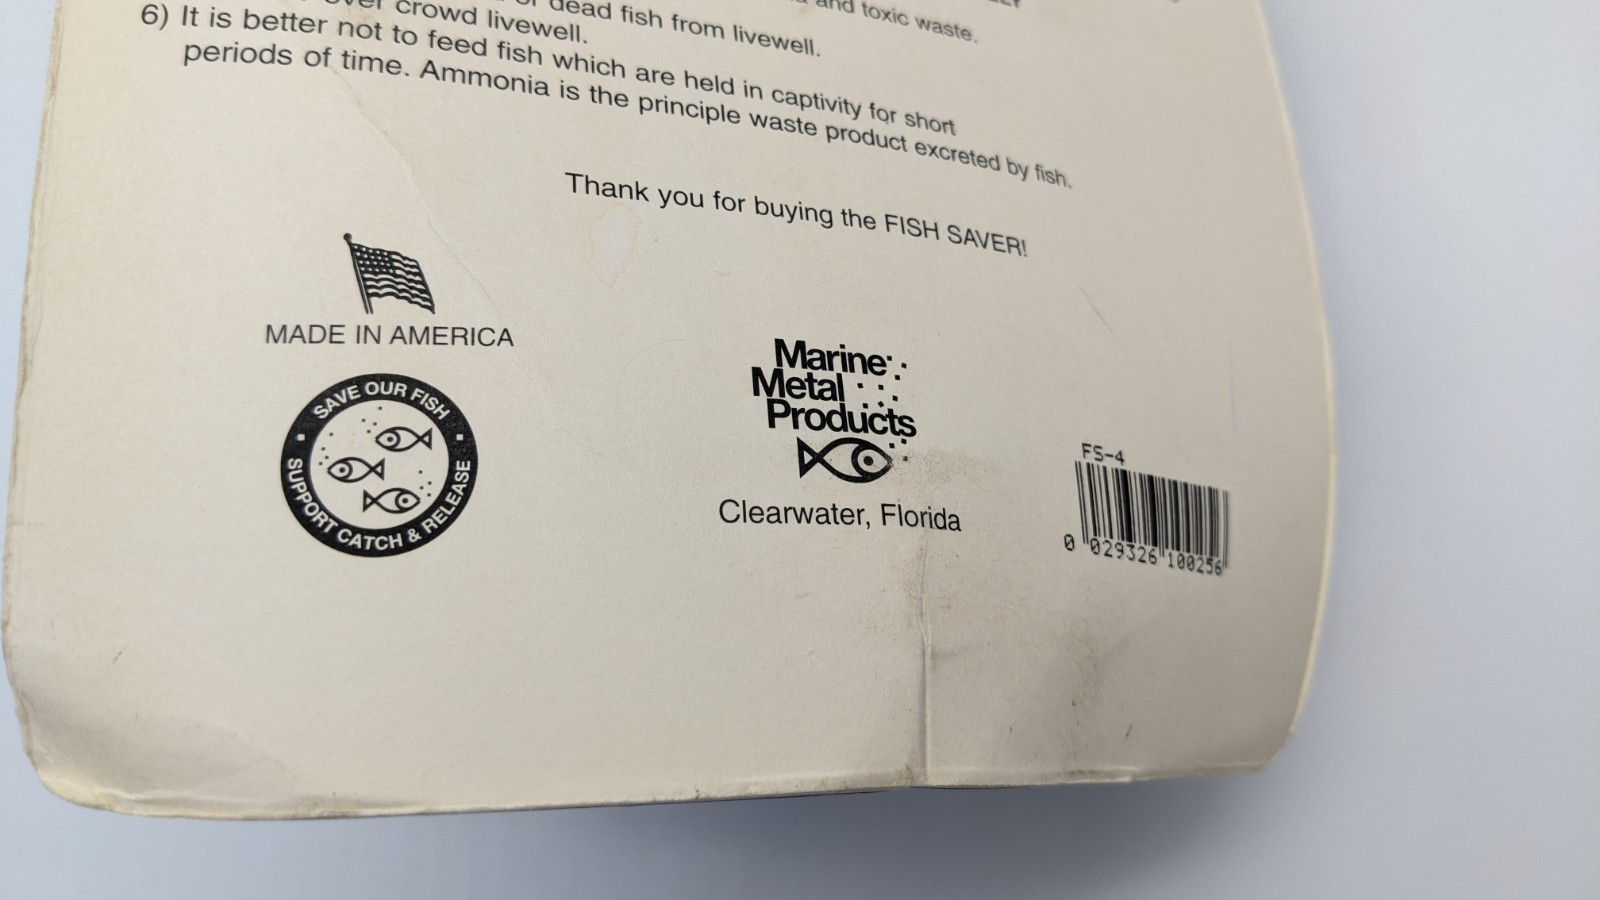 and toxic waste.
dead fish from livewell.
crowd livewell.
6) It is better not to feed fish which are held in captivity for short
periods of time. Ammonia is the principle waste product excreted by fish.
Thank you for buying the FISH SAVER!
MADE IN AMERICA
SAVE OUR FISH
SUPPORT CATCH & RELEASE
Marine
Metal
Products
Clearwater, Florida
FS-4
0 029326 100256